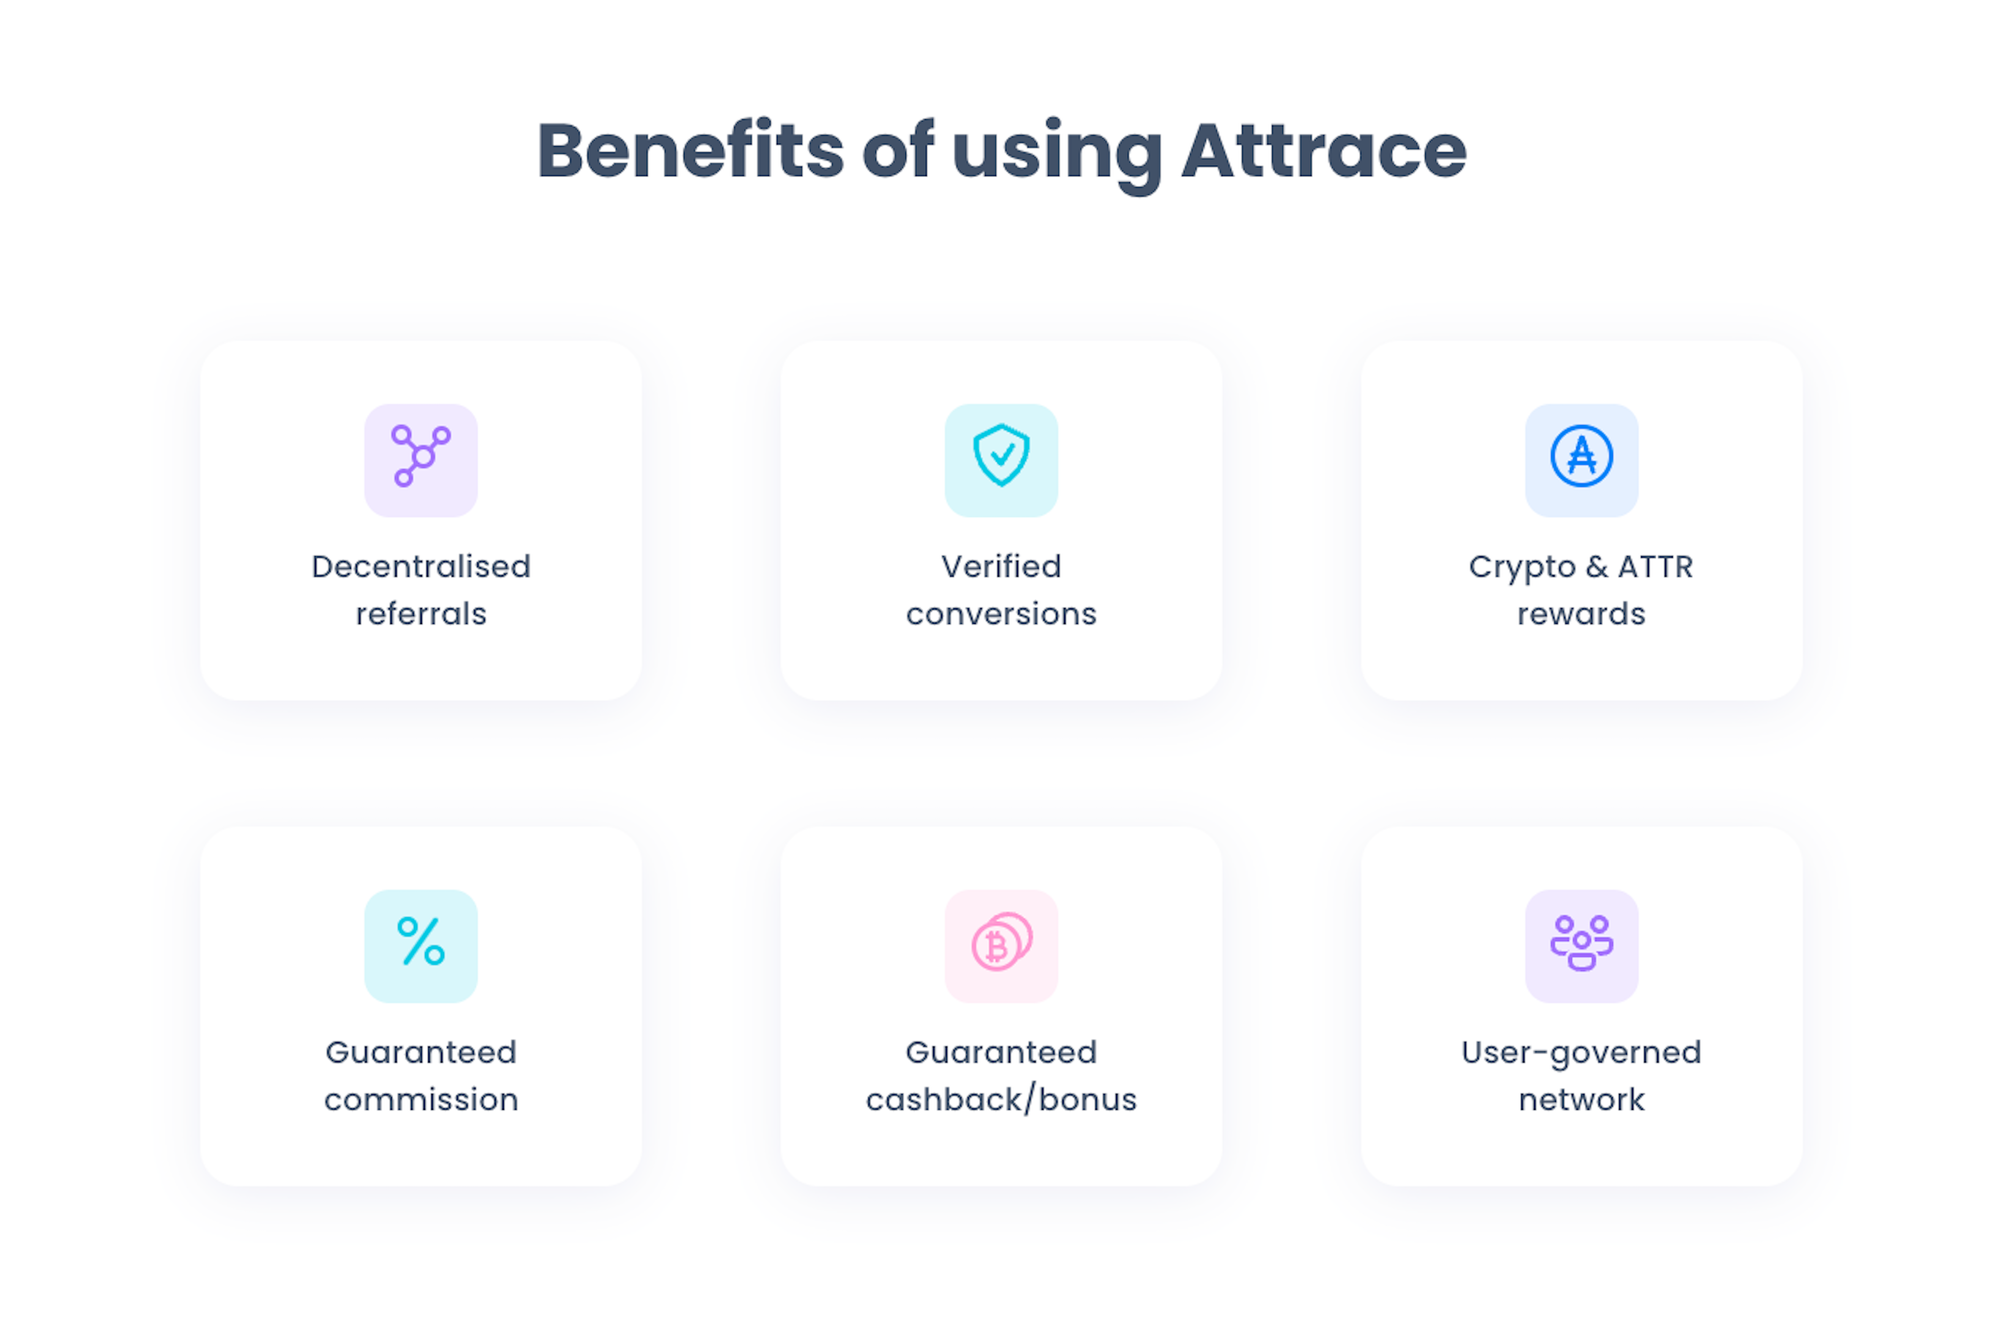 Benefits of using Attrace
Decentralised
referrals
Verified
conversions
Crypto & ATTR
rewards
Guaranteed
commission
Guaranteed
cashback/bonus
User-governed
network